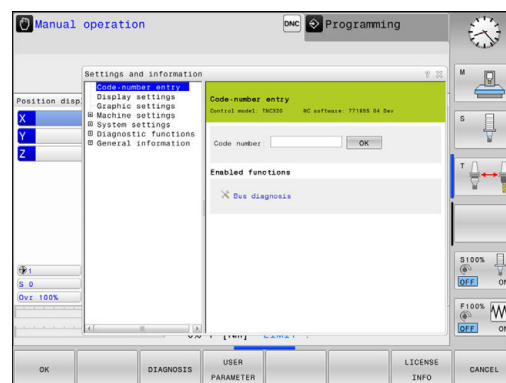 Manual operation
DNC
Programming
Settings and information
Position disp
X
Y
Z
1
S 0
Ovr 100%
Code-number entry
Display settings
Graphic settings
Machine settings
System settings
Diagnostic functions
General information
Code-number entry
Control model: TNC320 NC software: 771855 04 Dev
Code number:
OK
Enabled functions
Bus diagnosis
M
S
T
S100%
OFF ON
F100%
OFF ON
OK
DIAGNOSIS
USER PARAMETER
LICENSE INFO
CANCEL